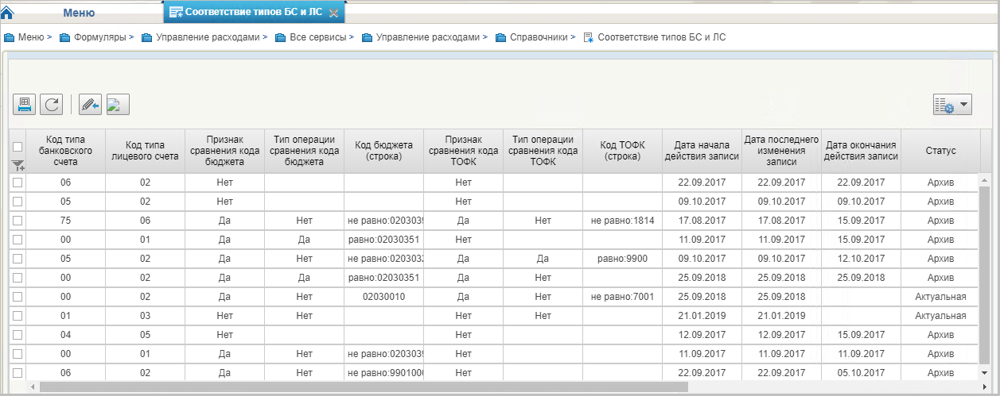 Меню Соответствие типов БС и ЛС
Меню > Формуляры > Управление расходами > Все сервисы > Управление расходами > Справочники > Соответствие типов БС и ЛС
Код типа банковского счета
Код типа лицевого счета
Признак сравнения кода бюджета
Тип операции сравнения кода бюджета
Код бюджета (строка)
Признак сравнения кода ТОФК
Тип операции сравнения кода ТОФК
Код ТОФК (строка)
Дата начала действия записи
Дата последнего изменения записи
Дата окончания действия записи
Статус
06 02 Нет Нет 22.09.2017 22.09.2017 22.09.2017 Архив
05 02 Нет Нет 09.10.2017 09.10.2017 09.10.2017 Архив
75 06 Да Нет не равно:0203035 Да Нет не равно:1814 17.08.2017 17.08.2017 15.09.2017 Архив
00 01 Да Да равно:02030351 Нет 11.09.2017 11.09.2017 15.09.2017 Архив
05 02 Да Нет не равно:0203032 Да Да равно:9900 09.10.2017 09.10.2017 12.10.2017 Архив
00 02 Да Да равно:02030351 Да Нет 25.09.2018 25.09.2018 25.09.2018 Архив
00 02 Да Нет 02030010 Да Нет не равно:7001 25.09.2018 25.09.2018 Актуальная
01 03 Нет Нет Нет Нет 21.01.2019 21.01.2019 Актуальная
04 05 Нет Нет 12.09.2017 12.09.2017 15.09.2017 Архив
00 01 Да Нет не равно:0203035 Нет 11.09.2017 11.09.2017 11.09.2017 Архив
06 02 Да Нет не равно:9901000 Нет 22.09.2017 22.09.2017 05.10.2017 Архив